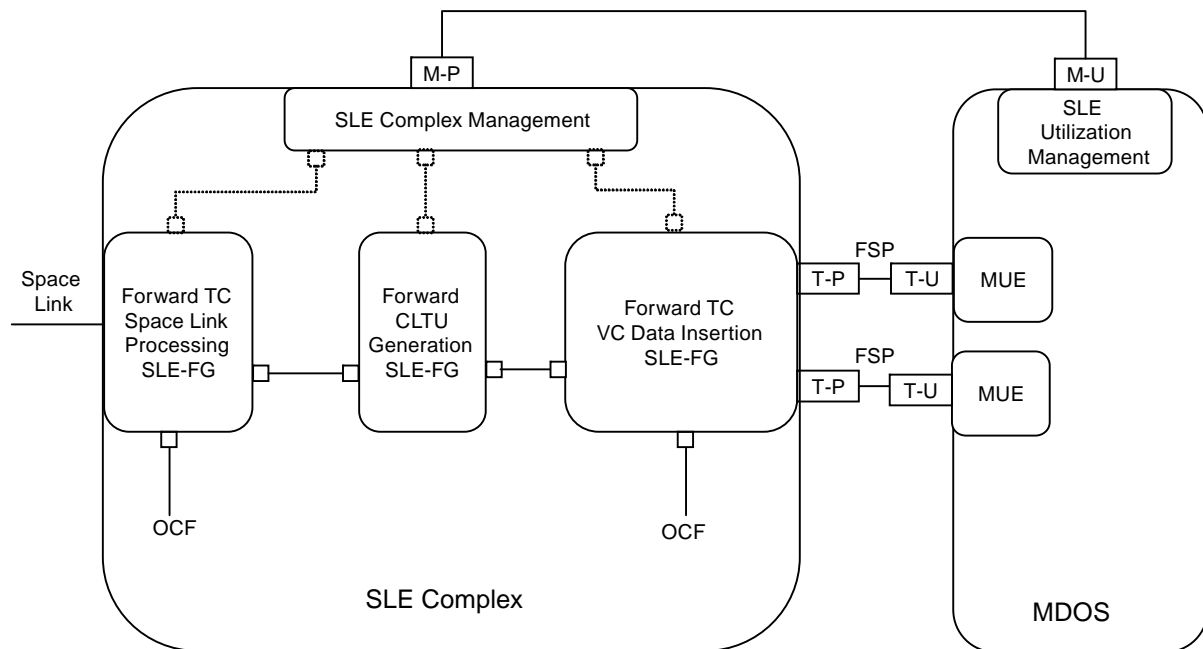 M-P
M-U
SLE Complex Management
SLE
Utilization
Management
Space
Link
Forward TC
Space Link
Processing
SLE-FG
Forward
CLTU
Generation
SLE-FG
Forward TC
VC Data Insertion
SLE-FG
FSP
T-P
T-U
MUE
FSP
T-P
T-U
MUE
OCF
OCF
SLE Complex
MDOS